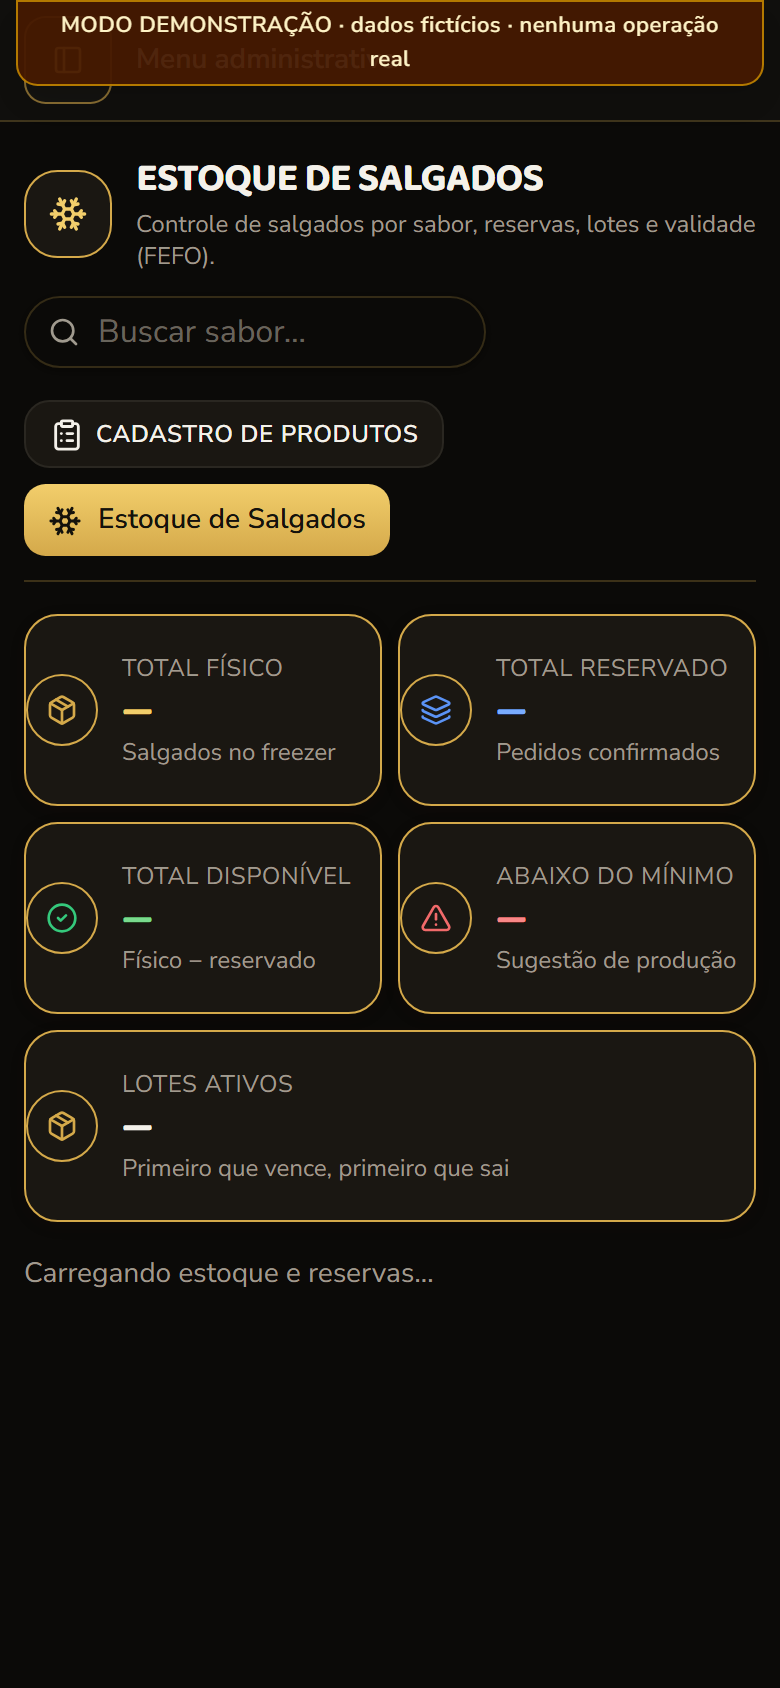 MODO DEMONSTRAÇÃO · dados fictícios · nenhuma operação
real
Menu administrati
ESTOQUE DE SALGADOS
Controle de salgados por sabor, reservas, lotes e validade
(FEFO).
Buscar sabor...
CADASTRO DE PRODUTOS
Estoque de Salgados
TOTAL FÍSICO
—
Salgados no freezer
TOTAL RESERVADO
—
Pedidos confirmados
TOTAL DISPONÍVEL
—
Físico − reservado
ABAIXO DO MÍNIMO
—
Sugestão de produção
LOTES ATIVOS
—
Primeiro que vence, primeiro que sai
Carregando estoque e reservas...